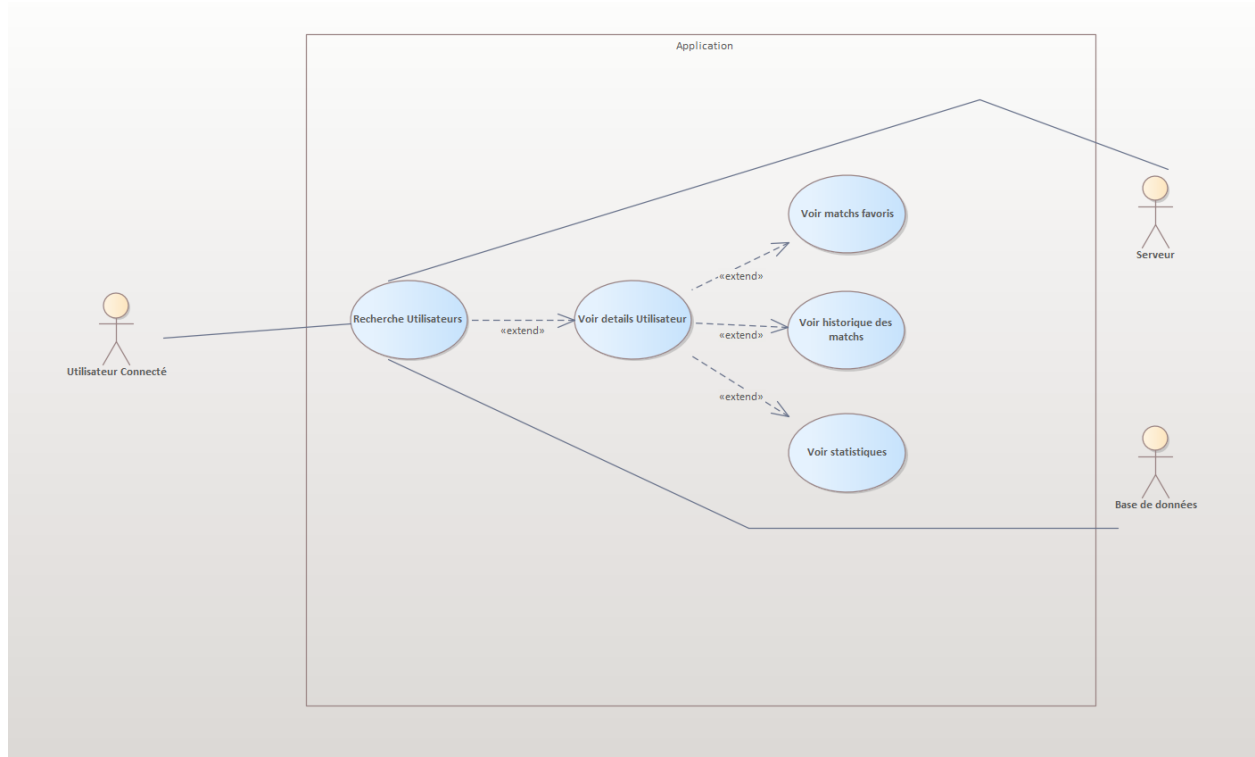 Application
Voir matchs favoris
Serveur
«extend»
Recherche Utilisateurs
«extend»
Voir details Utilisateur
«extend»
Voir historique des
matchs
Utilisateur Connecté
«extend»
Voir statistiques
Base de données